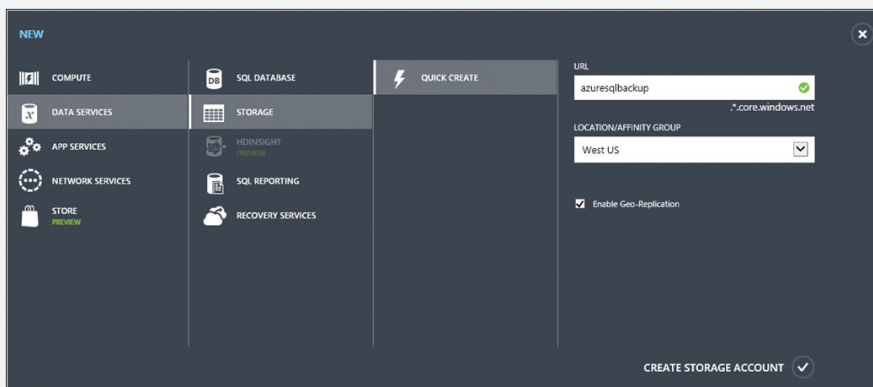 NEW
COMPUTE
DATA SERVICES
APP SERVICES
NETWORK SERVICES
STORE
PREVIEW
SQL DATABASE
STORAGE
HDINSIGHT
PREVIEW
SQL REPORTING
RECOVERY SERVICES
QUICK CREATE
URL
azuresqlbackup
.*.core.windows.net
LOCATION/AFFINITY GROUP
West US
Enable Geo-Replication
CREATE STORAGE ACCOUNT